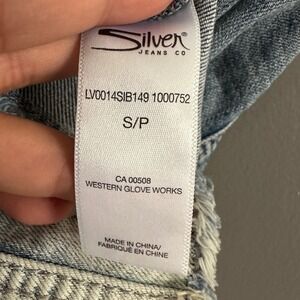 Silver
JEANS CO
LV0014SIB149 1000752
S/P
CA 00508
WESTERN GLOVE WORKS
MADE IN CHINA/
FABRIQUÉ EN CHINE